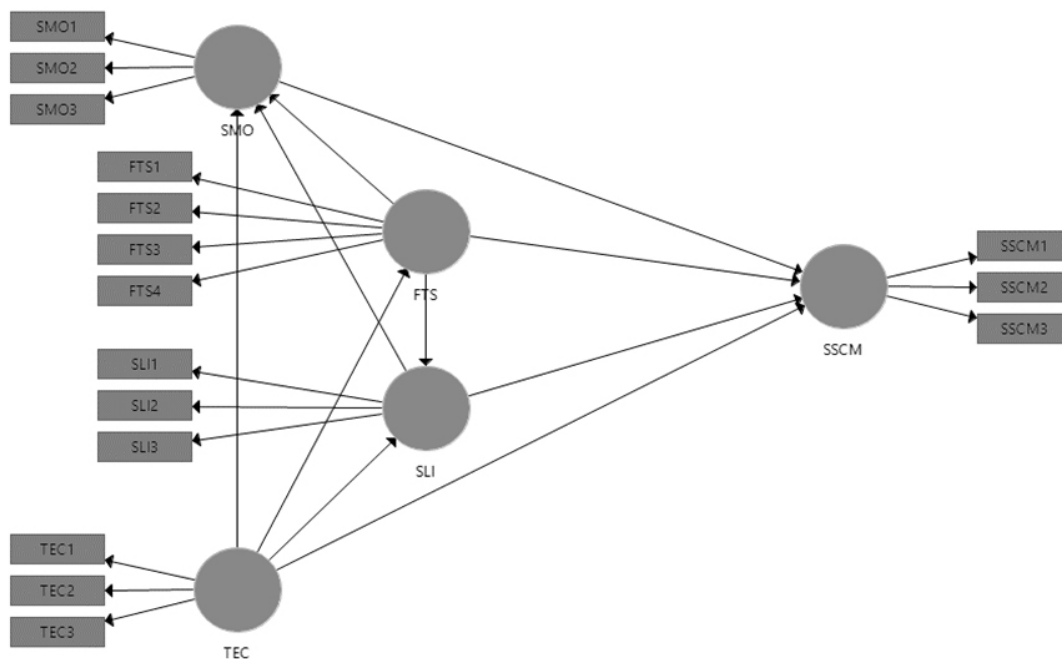 SMO1
SMO2
SMO3
SMO
FTS1
FTS2
FTS3
FTS4
FTS
SLI1
SLI2
SLI3
SLI
TEC1
TEC2
TEC3
TEC
SSCM
SSCM1
SSCM2
SSCM3